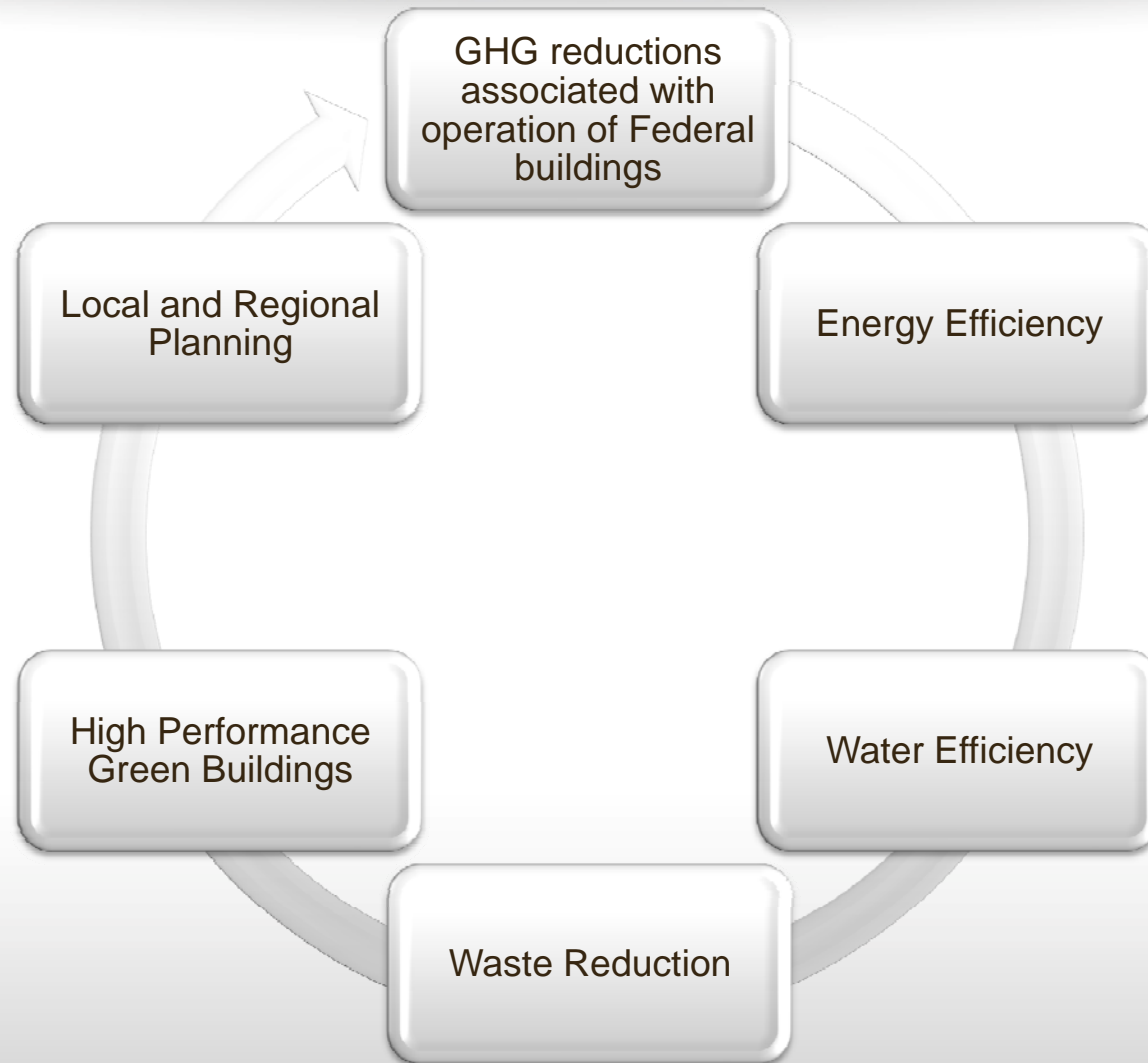 GHG reductions
associated with
operation of Federal
buildings
Energy Efficiency
Water Efficiency
Waste Reduction
High Performance
Green Buildings
Local and Regional
Planning